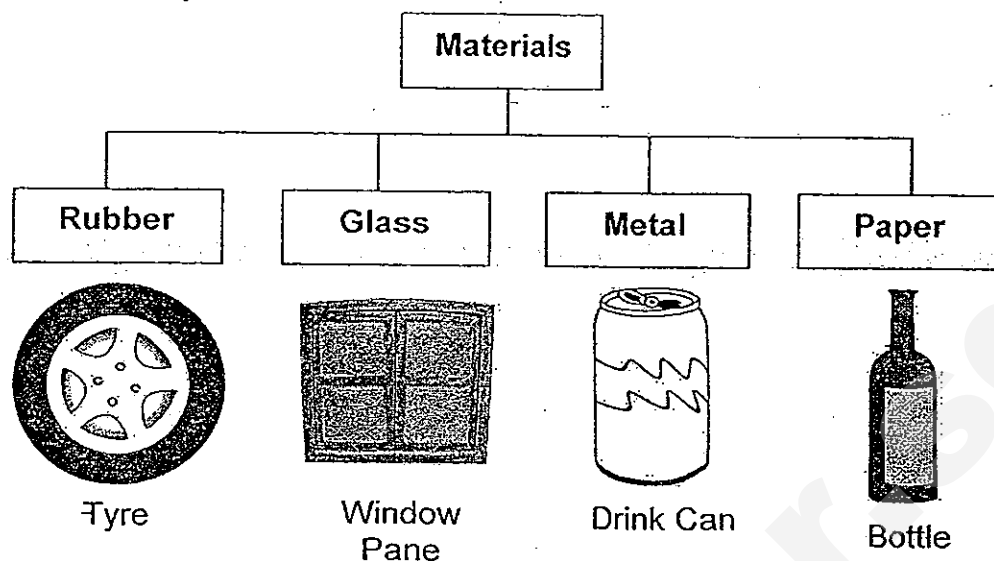 Materials
Rubber
Glass
Metal
Paper
Tyre
Window
Pane
Drink Can
Bottle